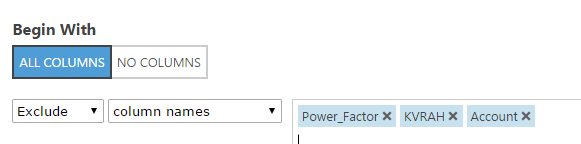 Begin With
ALL COLUMNS NO COLUMNS
Exclude column names Power_Factor KVRAH Account